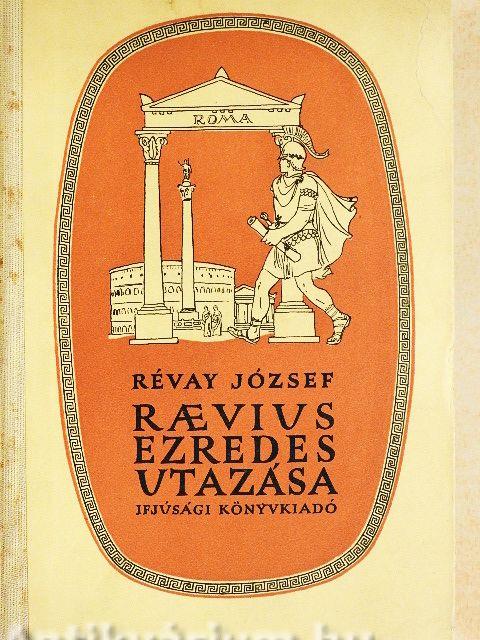 ROMA
RÉVAY JÓZSEF
RÆVIUS
EZREDES
UTAZÁSA
IFJÚSÁGI KÖNYVKIADÓ